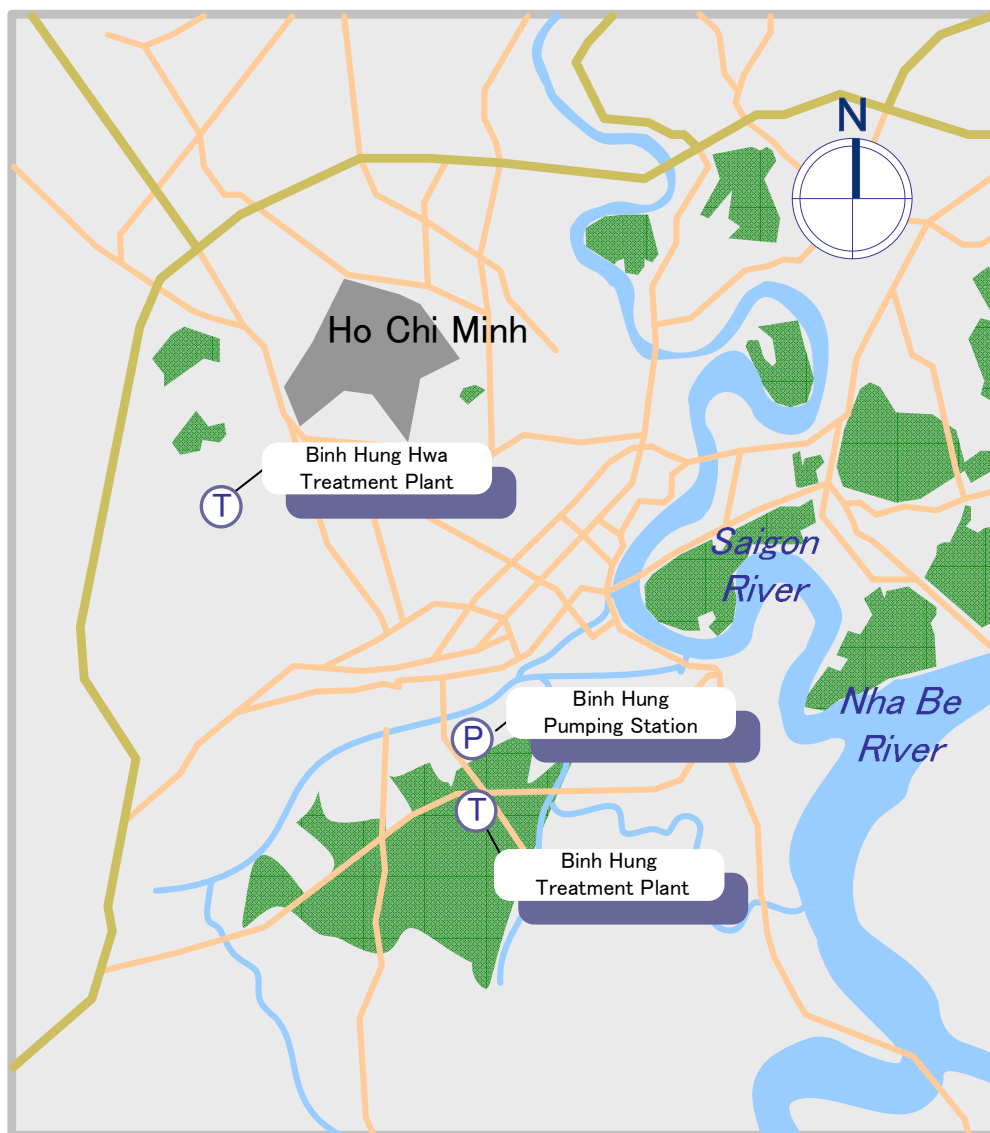 N
Ho Chi Minh
Binh Hung Hwa
Treatment Plant
T
Saigon
River
Binh Hung
Pumping Station
P
Nha Be
River
T
Binh Hung
Treatment Plant